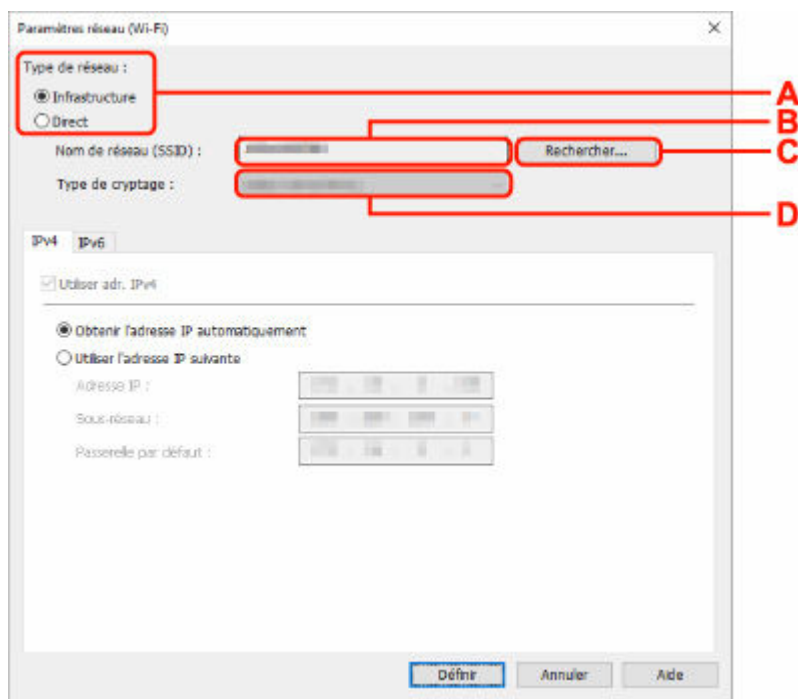 Paramètres réseau (Wi-Fi)
Type de réseau :
Infrastructure
Direct
A
B
Nom de réseau (SSID) :
Rechercher...
C
Type de cryptage :
D
IPv4 IPv6
Utiliser adr. IPv4
Obtenir l'adresse IP automatiquement
Utiliser l'adresse IP suivante
Adresse IP :
Sous-réseau :
Passerelle par défaut :
Définir Annuler Aide